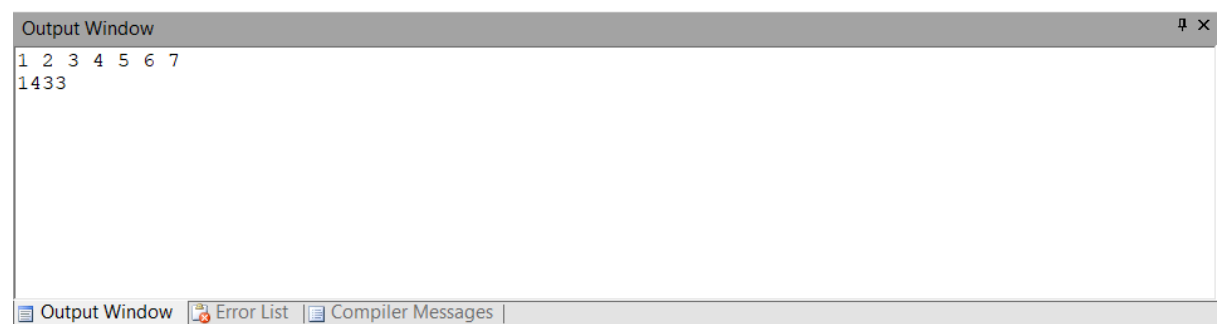 Output Window
1 2 3 4 5 6 7
1433
Output Window Error List Compiler Messages